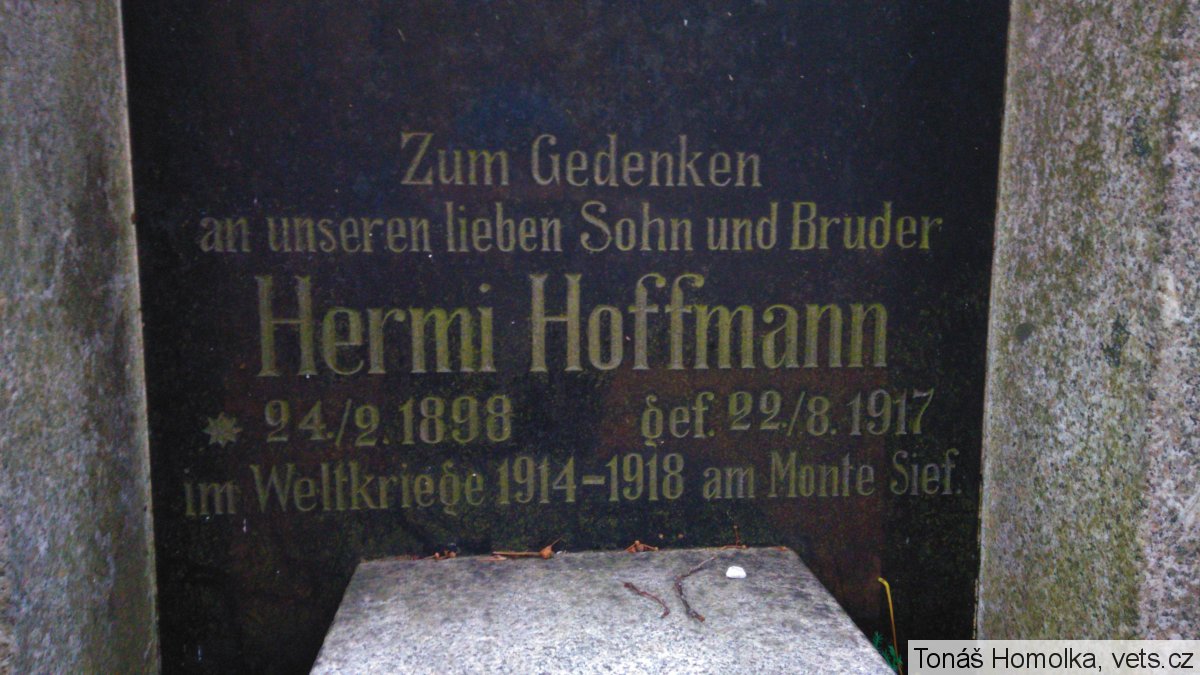 Zum Gedenken
an unseren lieben Sohn und Bruder
Hermi Hoffmann
* 24./2. 1898 gef. 22./8. 1917
im Weltkriege 1914-1918 am Monte Sief.
Tonáš Homolka, vets.cz